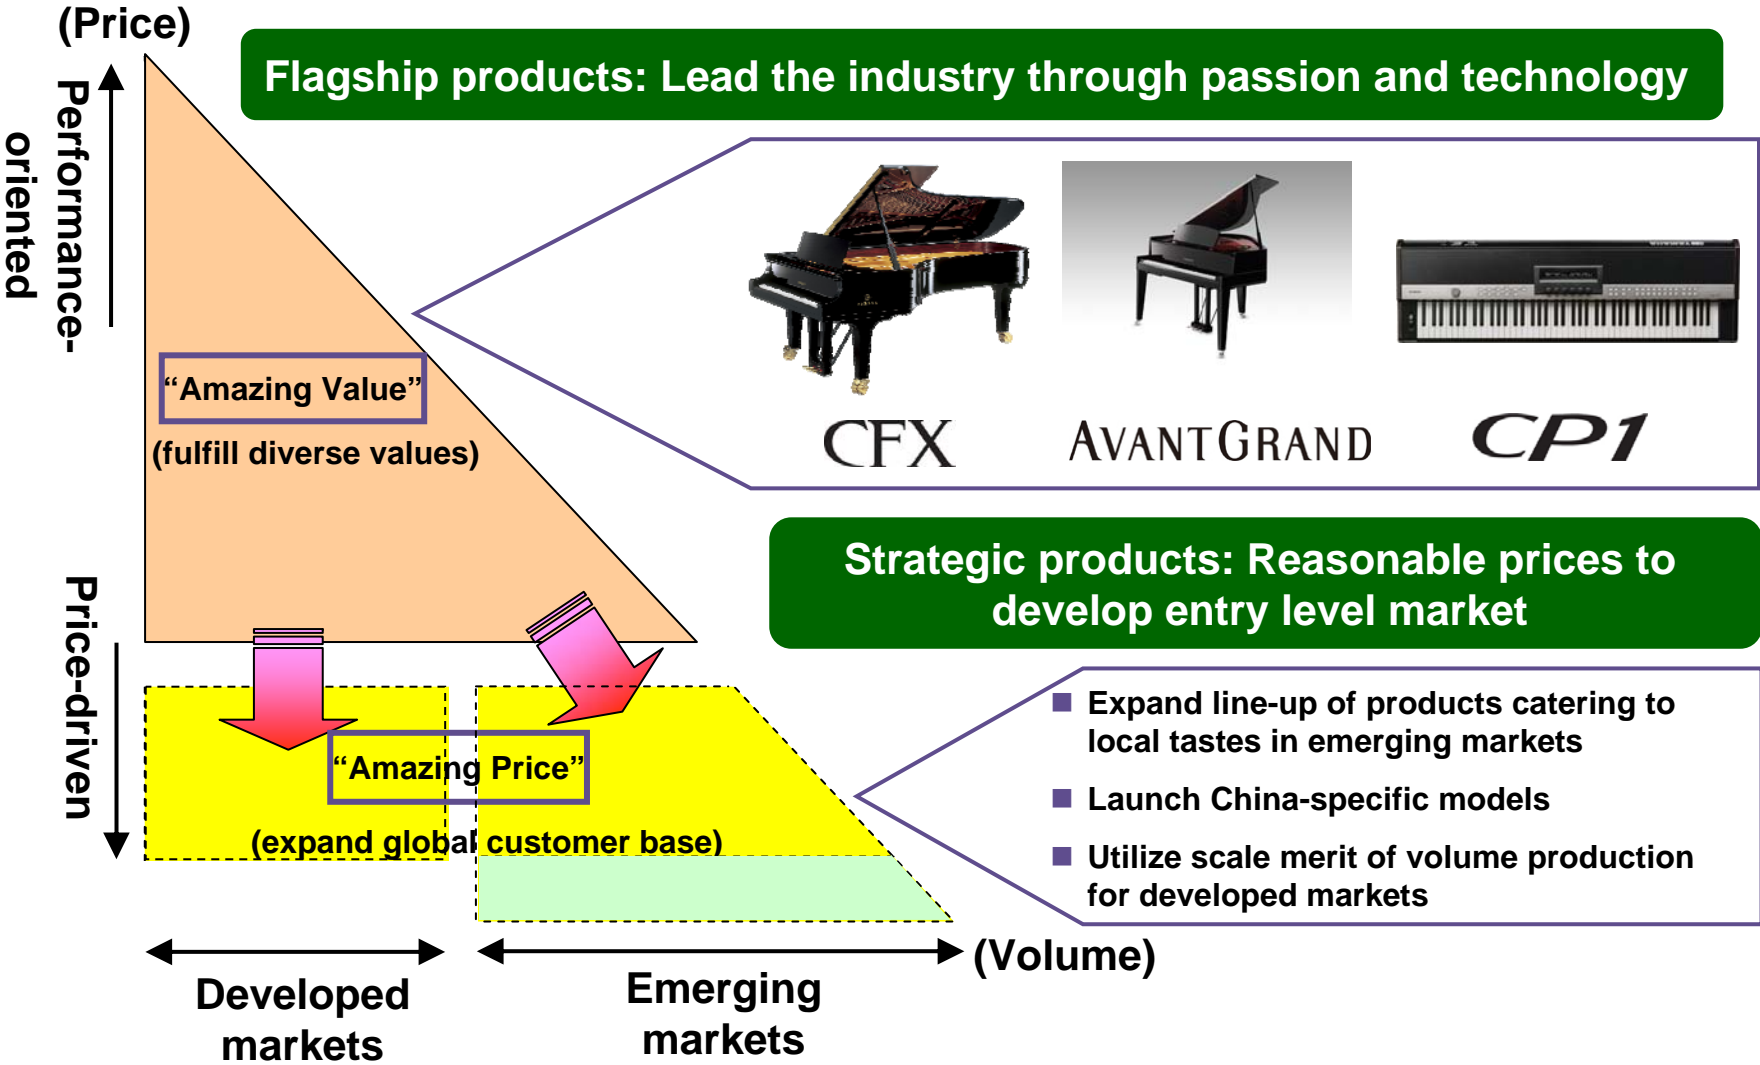 (Price)
Flagship products: Lead the industry through passion and technology
Performance-
oriented
"Amazing Value"
(fulfill diverse values)
CFX
AVANTGRAND
CP1
Strategic products: Reasonable prices to
develop entry level market
Price-driven
"Amazing Price"
(expand global customer base)
Expand line-up of products catering to
local tastes in emerging markets
Launch China-specific models
Utilize scale merit of volume production
for developed markets
(Volume)
Developed
markets
Emerging
markets